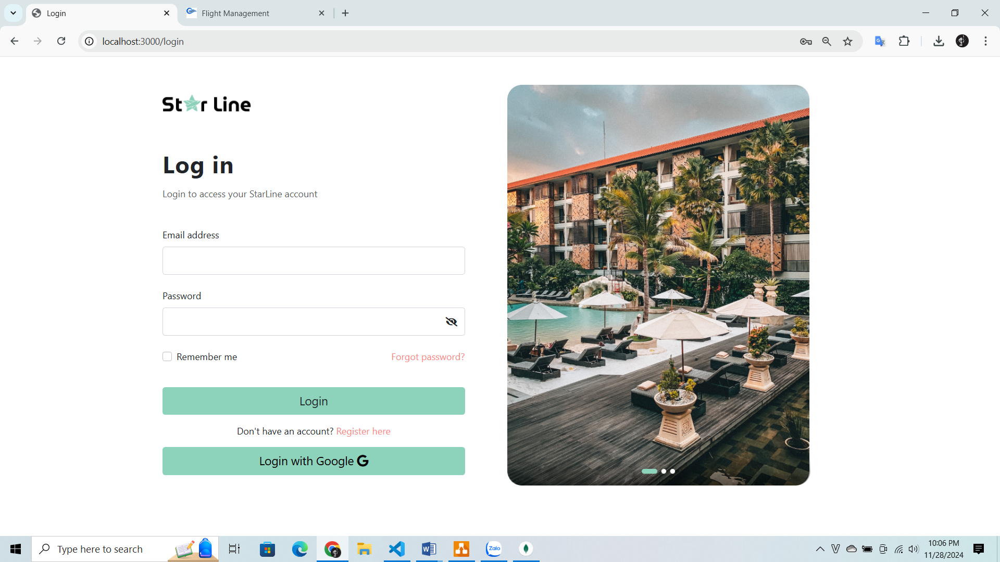 Login
Flight Management
localhost:3000/login
Star Line
Log in
Login to access your StarLine account
Email address
Password
Remember me
Forgot password?
Login
Don't have an account? Register here
Login with Google G
Type here to search
Zalo
10:06 PM
11/28/2024